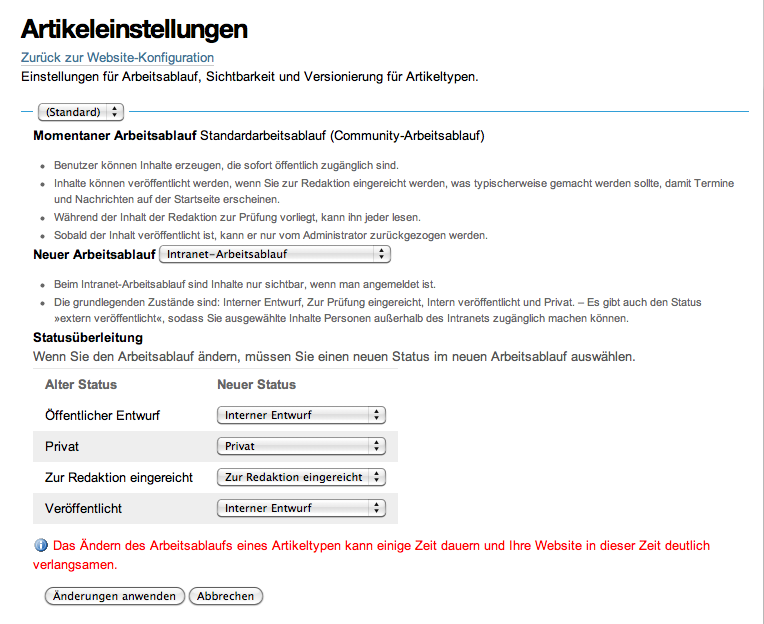 Artikeleinstellungen
Zurück zur Website-Konfiguration
Einstellungen für Arbeitsablauf, Sichtbarkeit und Versionierung für Artikeltypen.
(Standard)
Momentaner Arbeitsablauf Standardarbeitsablauf (Community-Arbeitsablauf)
Benutzer können Inhalte erzeugen, die sofort öffentlich zugänglich sind.
Inhalte können veröffentlicht werden, wenn Sie zur Redaktion eingereicht werden, was typischerweise gemacht werden sollte, damit Termine
und Nachrichten auf der Startseite erscheinen.
Während der Inhalt der Redaktion zur Prüfung vorliegt, kann ihn jeder lesen.
Sobald der Inhalt veröffentlicht ist, kann er nur vom Administrator zurückgezogen werden.
Neuer Arbeitsablauf Intranet-Arbeitsablauf
Beim Intranet-Arbeitsablauf sind Inhalte nur sichtbar, wenn man angemeldet ist.
Die grundlegenden Zustände sind: Interner Entwurf, Zur Prüfung eingereicht, Intern veröffentlicht und Privat. – Es gibt auch den Status
»extern veröffentlicht«, sodass Sie ausgewählte Inhalte Personen außerhalb des Intranets zugänglich machen können.
Statusüberleitung
Wenn Sie den Arbeitsablauf ändern, müssen Sie einen neuen Status im neuen Arbeitsablauf auswählen.
Alter Status Neuer Status
Öffentlicher Entwurf Interner Entwurf
Privat Privat
Zur Redaktion eingereicht Zur Redaktion eingereicht
Veröffentlicht Interner Entwurf
Das Ändern des Arbeitsablaufs eines Artikeltypen kann einige Zeit dauern und Ihre Website in dieser Zeit deutlich
verlangsamen.
Änderungen anwenden Abbrechen